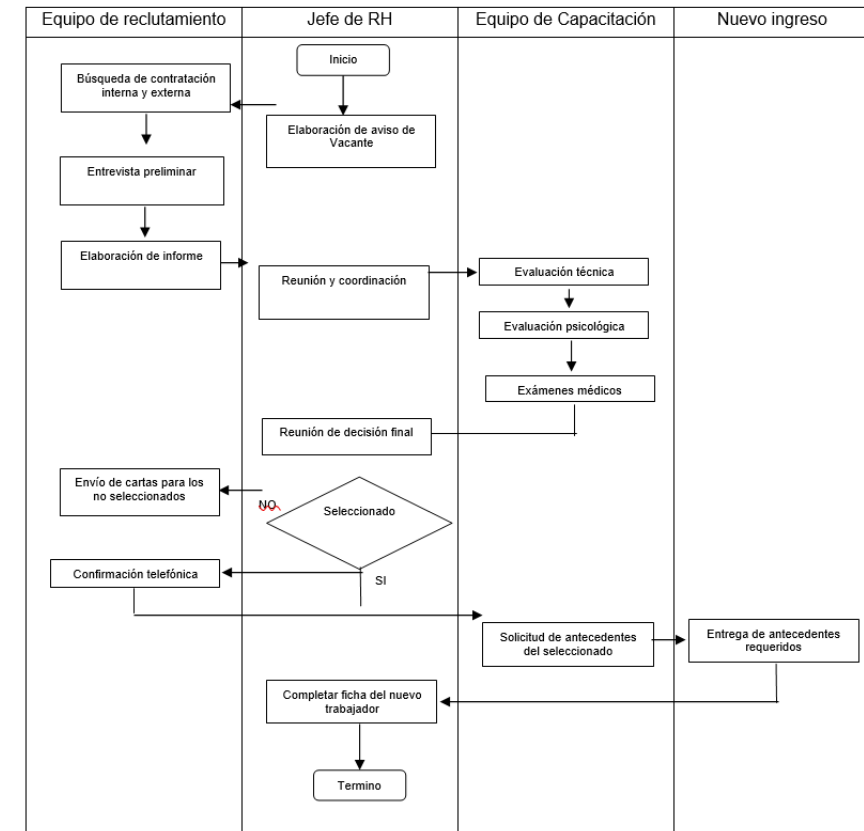 Equipo de reclutamiento
Jefe de RH
Equipo de Capacitación
Nuevo ingreso
Inicio
Búsqueda de contratación
interna y externa
Elaboración de aviso de
Vacante
Entrevista preliminar
Elaboración de informe
Reunión y coordinación
Evaluación técnica
Evaluación psicológica
Exámenes médicos
Reunión de decisión final
Envío de cartas para los
no seleccionados
NO
Seleccionado
Confirmación telefónica
SI
Solicitud de antecedentes
del seleccionado
Entrega de antecedentes
requeridos
Completar ficha del nuevo
trabajador
Termino